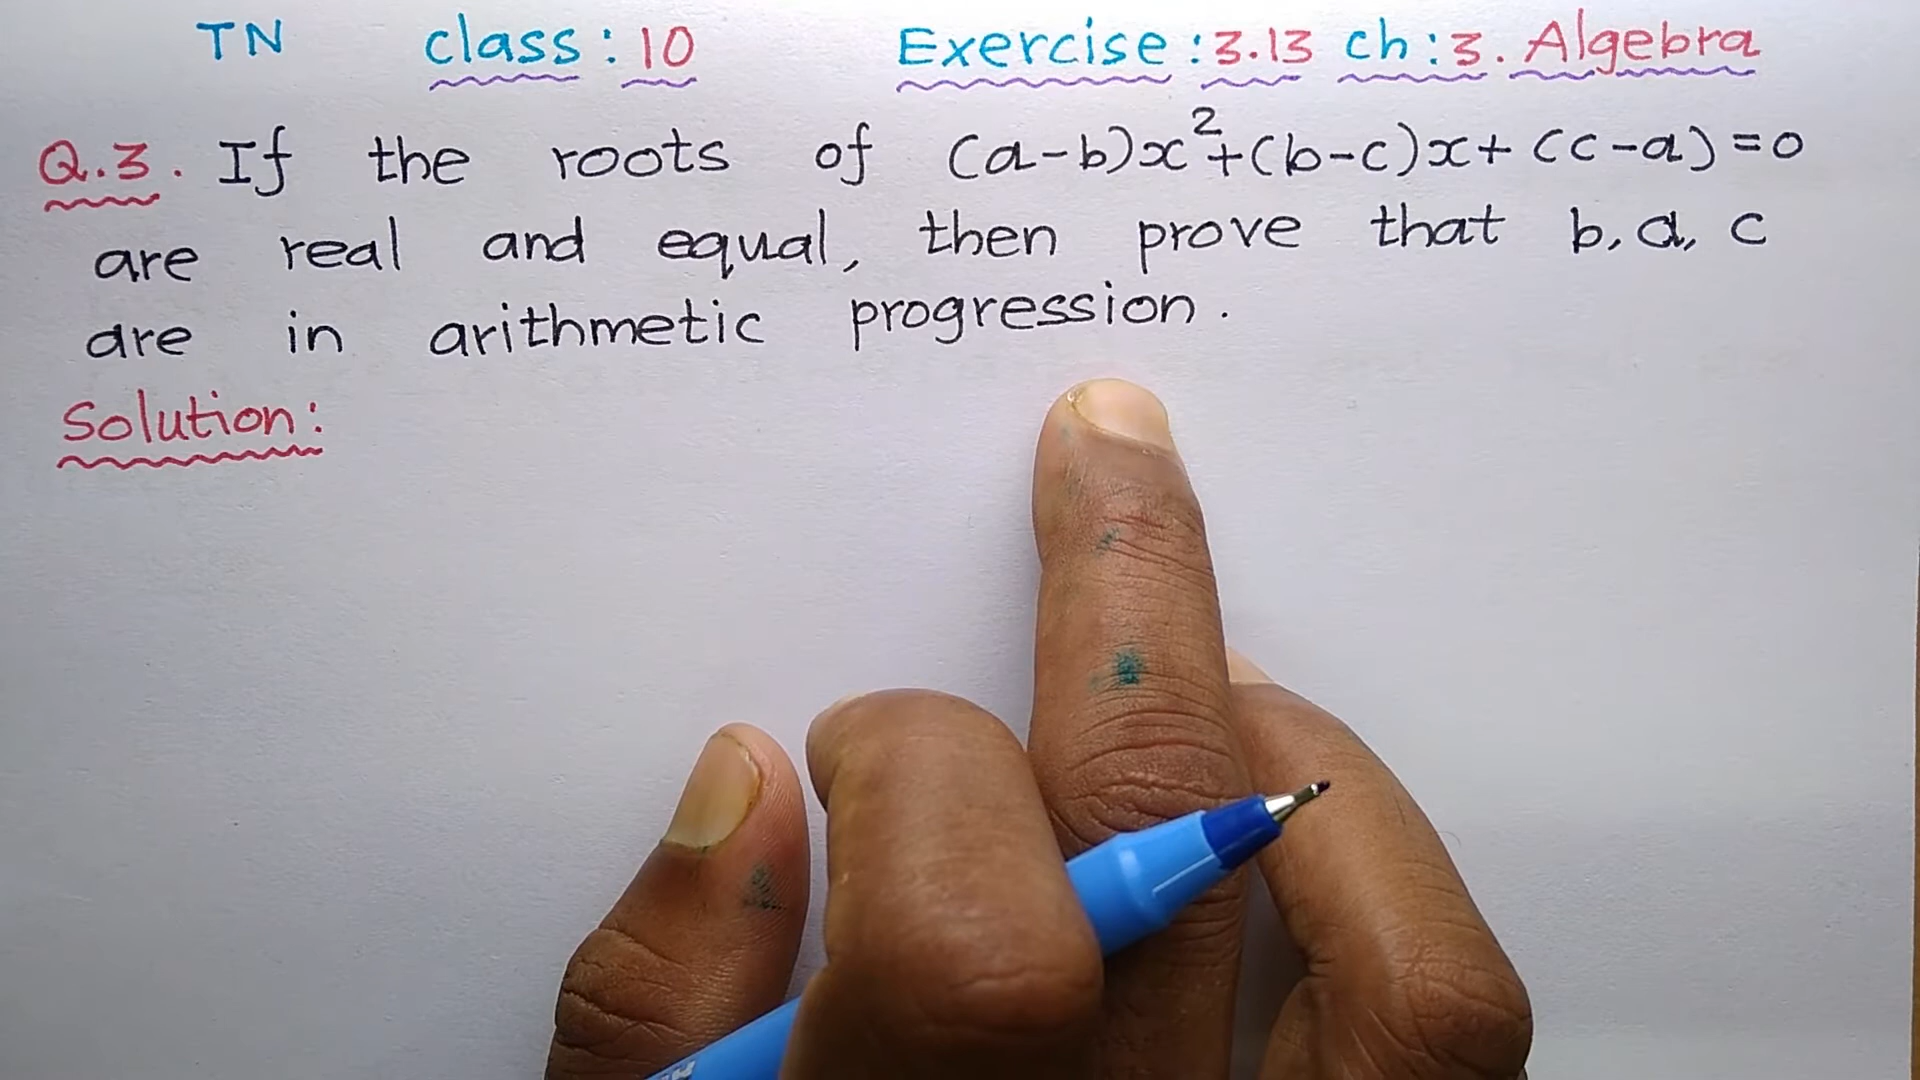 TN class : 10 Exercise : 3.13 ch : 3. Algebra
Q.3. If the roots of (a-b)x²+(b-c)x+(c-a)=0
are real and equal, then prove that b, a, c
are in arithmetic progression.
Solution: